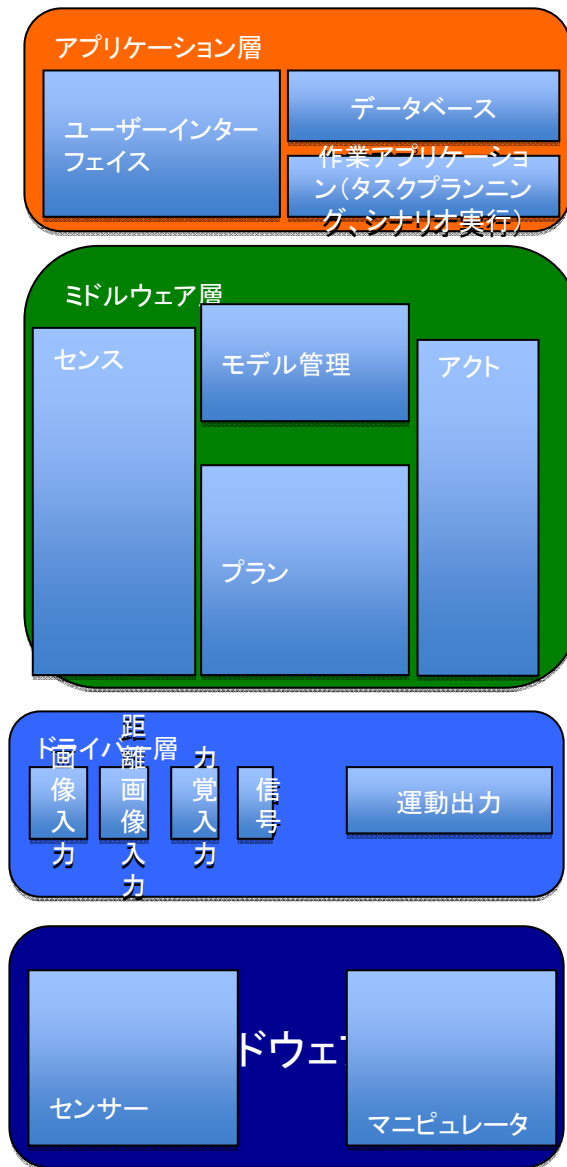 アプリケーション層
ユーザーインター
フェイス
データベース
作業アプリケーショ
ン(タスクプランニン
グ、シナリオ実行)
ミドルウェア層
センス
モデル管理
アクト
プラン
ドライバー層
画像入力
距離画像入力
力覚入力
信号
運動出力
ドウェ
センサー
マニピュレータ